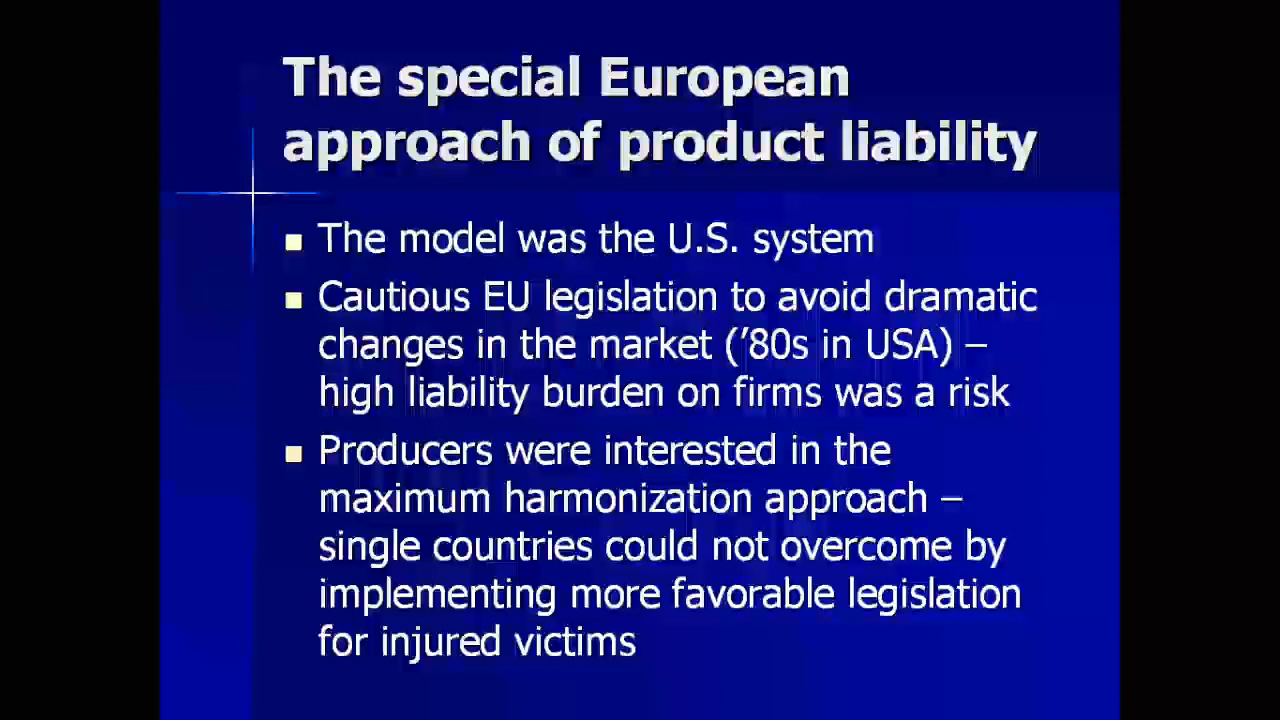 The special European
approach of product liability
The model was the U.S. system
Cautious EU legislation to avoid dramatic
changes in the market (’80s in USA) –
high liability burden on firms was a risk
Producers were interested in the
maximum harmonization approach –
single countries could not overcome by
implementing more favorable legislation
for injured victims